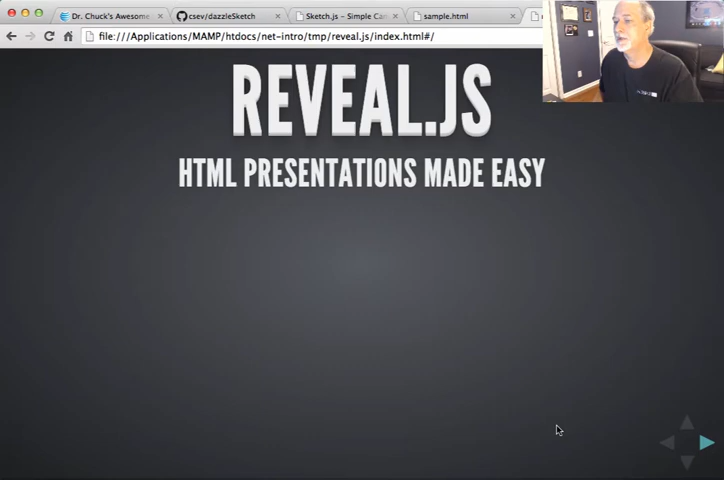 Dr. Chuck's Awesome
csev/dazzleSketch
Sketch.js – Simple Can
sample.html
file:///Applications/MAMP/htdocs/net-intro/tmp/reveal.js/index.html#/
REVEAL.JS
HTML PRESENTATIONS MADE EASY